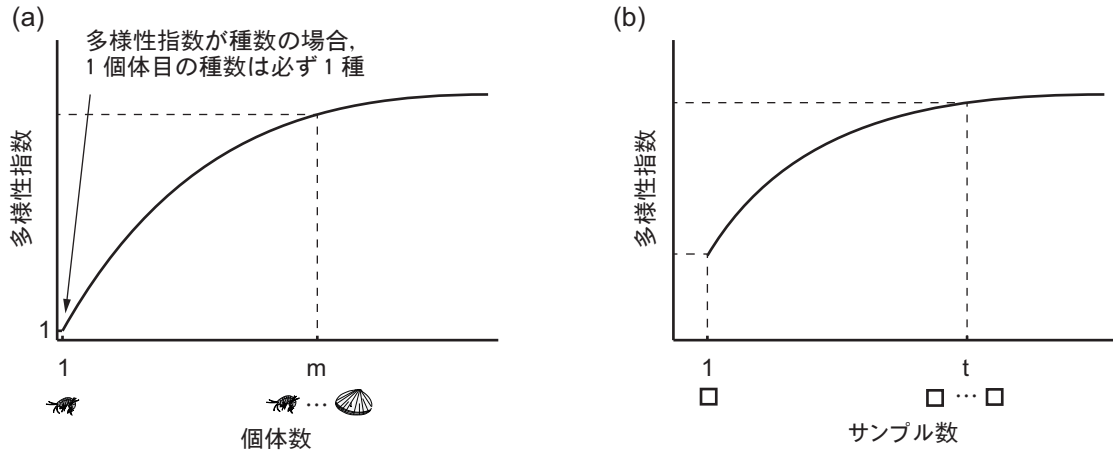 (a)
多様性指数が種数の場合,
1 個体目の種数は必ず 1 種
多様性指数
1
1
m
…
個体数
(b)
多様性指数
1
t
…
サンプル数